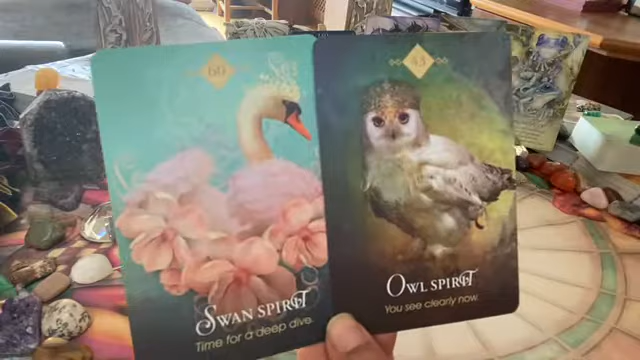 60
SWAN SPIRIT
Time for a deep dive.
43
OWL SPIRIT
You see clearly now.